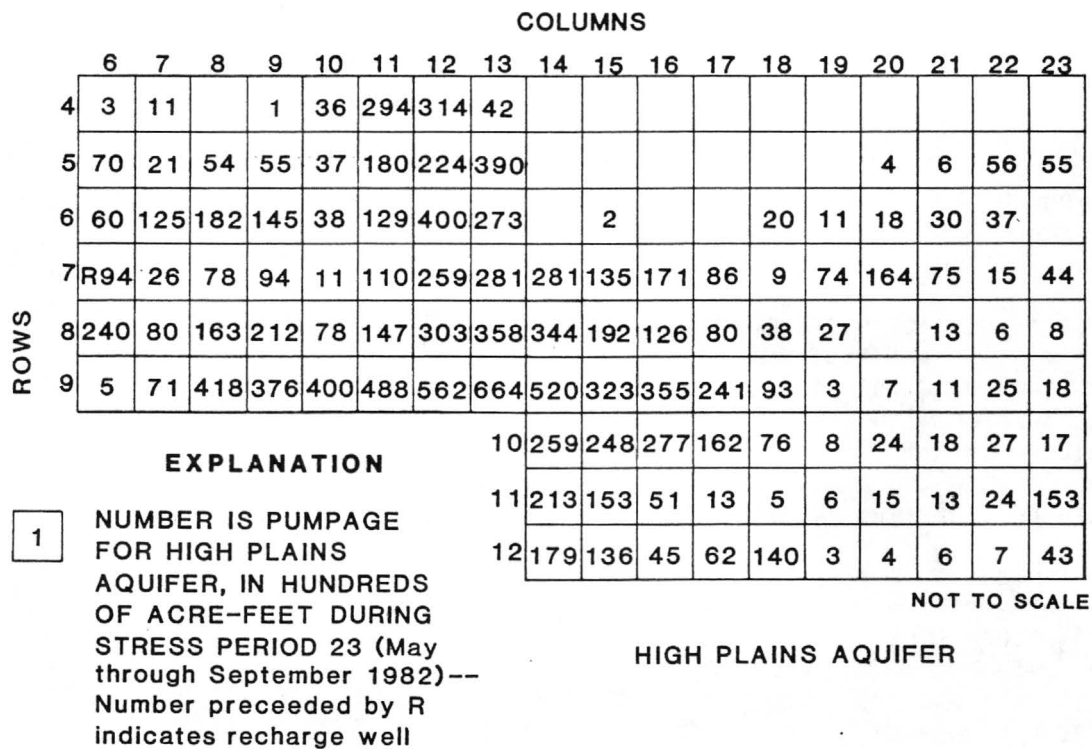 COLUMNS
6 7 8 9 10 11 12 13 14 15 16 17 18 19 20 21 22 23
4 3 11 1 36 294 314 42
5 70 21 54 55 37 180 224 390 4 6 56 55
6 60 125 182 145 38 129 400 273 2 20 11 18 30 37
7 R94 26 78 94 11 110 259 281 281 135 171 86 9 74 164 75 15 44
8 240 80 163 212 78 147 303 358 344 192 126 80 38 27 13 6 8
9 5 71 418 376 400 488 562 664 520 323 355 241 93 3 7 11 25 18
10 259 248 277 162 76 8 24 18 27 17
11 213 153 51 13 5 6 15 13 24 153
12 179 136 45 62 140 3 4 6 7 43
ROWS
NOT TO SCALE
HIGH PLAINS AQUIFER
EXPLANATION
1
NUMBER IS PUMPAGE
FOR HIGH PLAINS
AQUIFER, IN HUNDREDS
OF ACRE-FEET DURING
STRESS PERIOD 23 (May
through September 1982)--
Number preceeded by R
indicates recharge well